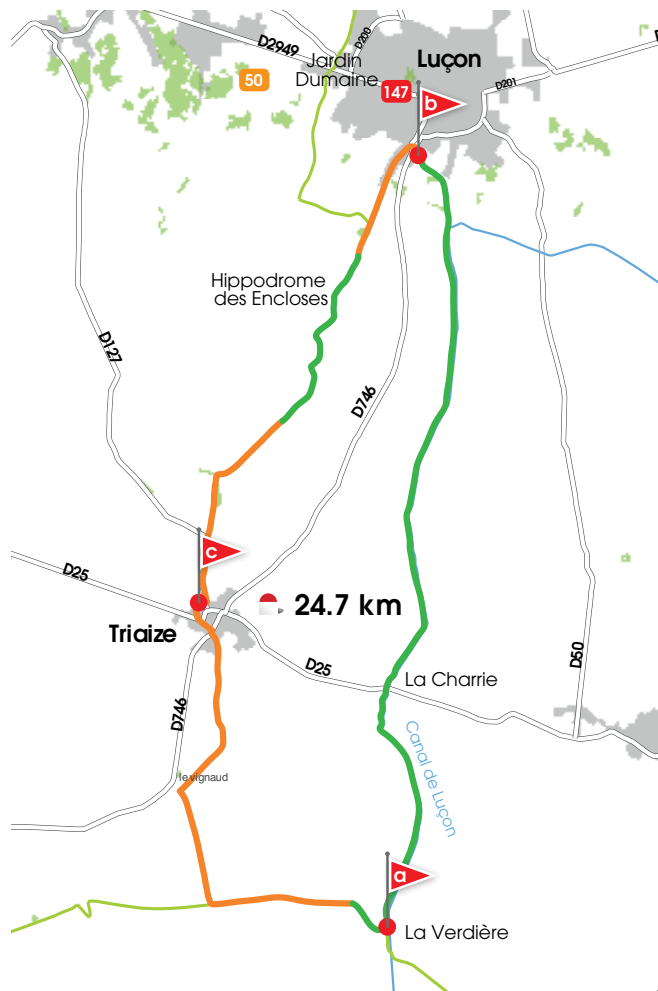 D2949
D200
Jardin
Dumaine
Luçon
50
147
D201
b
Hippodrome
des Encloses
D127
D746
c
D25
24.7 km
Triaize
D25
La Charrie
D50
D746
Canal de Luçon
le vignaud
a
La Verdière